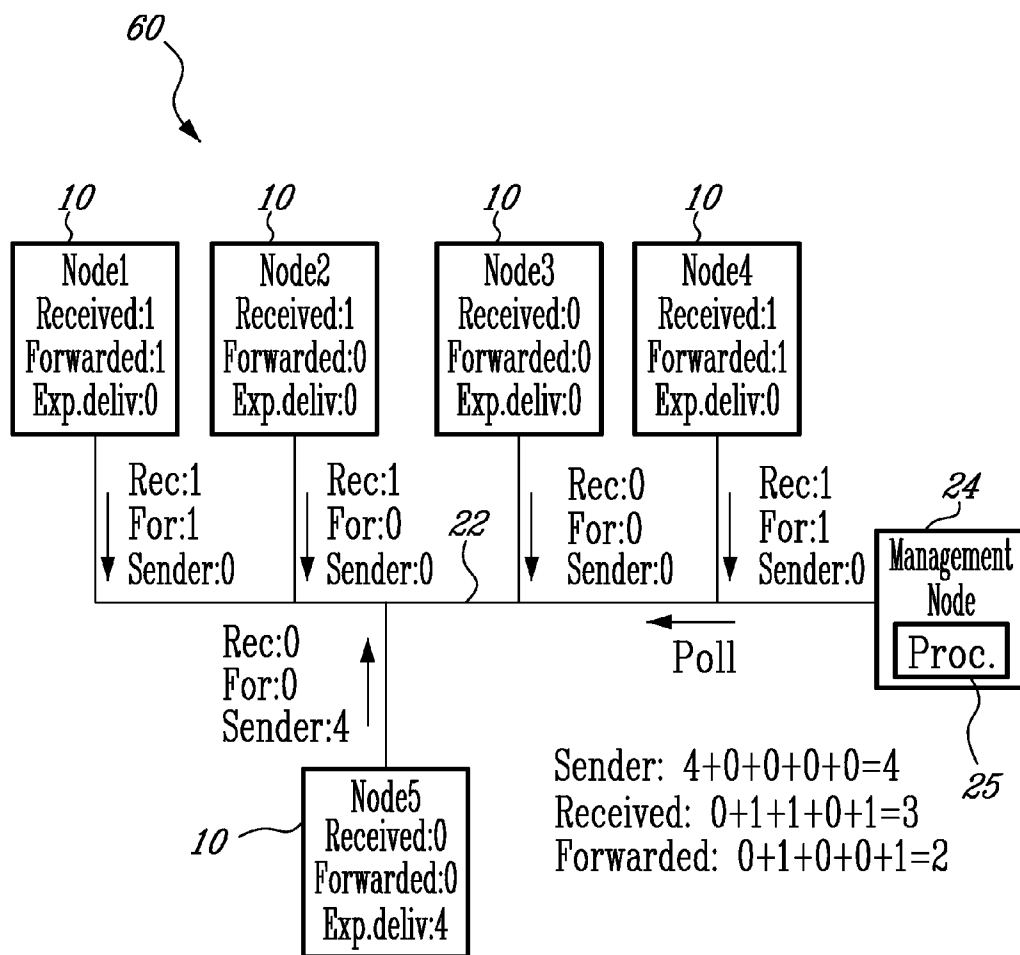 60
10
10
10
10
Node1
Received:1
Forwarded:1
Exp.deliv:0
Node2
Received:1
Forwarded:0
Exp.deliv:0
Node3
Received:0
Forwarded:0
Exp.deliv:0
Node4
Received:1
Forwarded:1
Exp.deliv:0
Rec:1
For:1
Sender:0
Rec:1
For:0
Sender:0
22
Rec:0
For:0
Sender:0
Rec:1
For:1
Sender:0
24
Management
Node
Proc.
25
Poll
Rec:0
For:0
Sender:4
10
Node5
Received:0
Forwarded:0
Exp.deliv:4
Sender: 4+0+0+0+0=4
Received: 0+1+1+0+1=3
Forwarded: 0+1+0+0+1=2